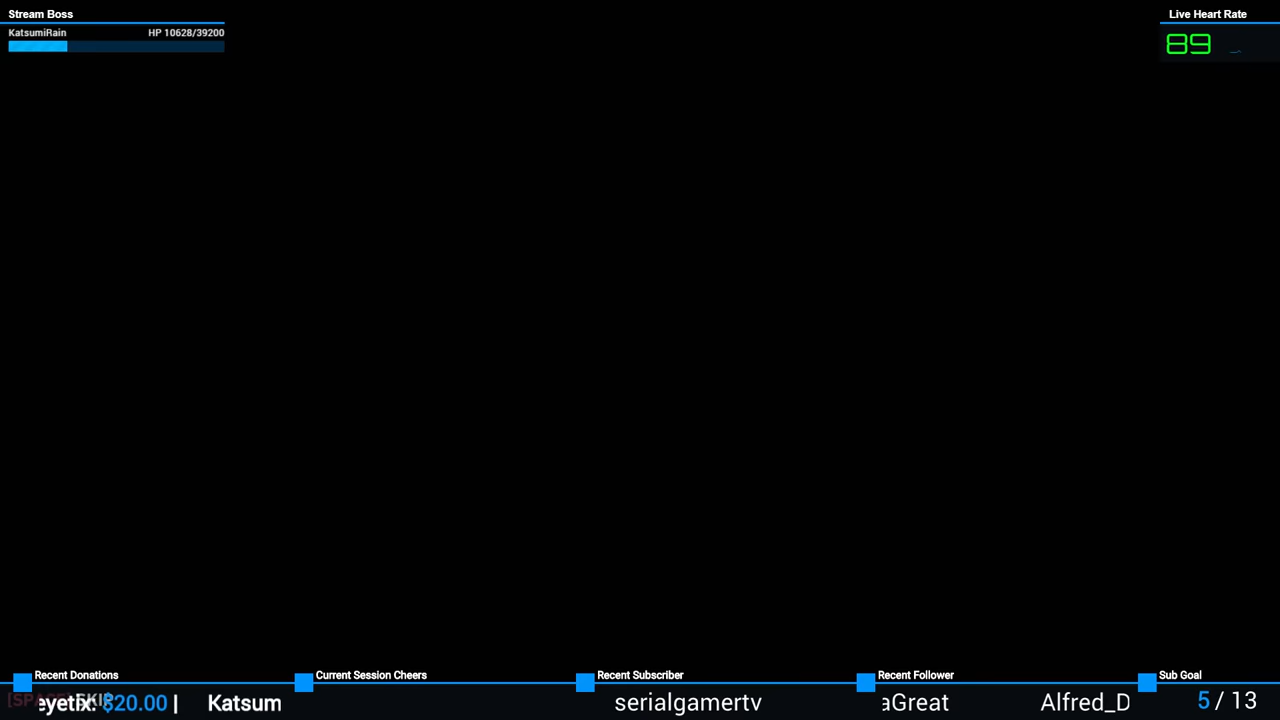 Stream Boss
KatsumiRain HP 10628/39200
Live Heart Rate
89
Recent Donations
eyetix: $20.00 | Katsum
Current Session Cheers
Recent Subscriber
serialgamertv
Recent Follower
aGreat Alfred_D
Sub Goal
5 / 13